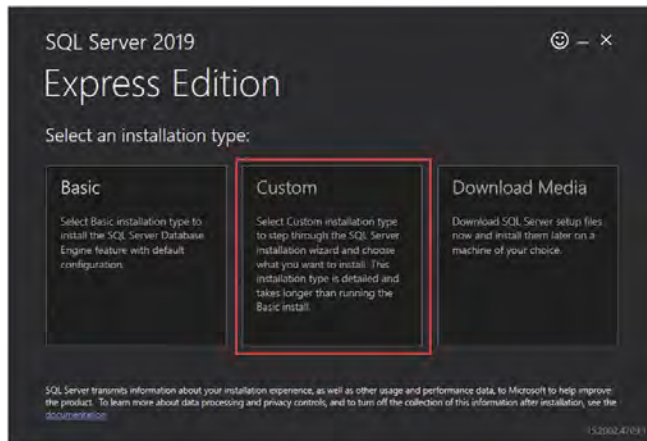 SQL Server 2019
Express Edition
Select an installation type:
Basic
Select Basic installation type to
install the SQL Server Database
Engine feature with default
configuration.
Custom
Select Custom installation type
to step through the SQL Server
installation wizard and choose
what you want to install. This
installation type is detailed and
takes longer than running the
Basic install.
Download Media
Download SQL Server setup files
now and install them later on a
machine of your choice.
SQL Server transmits information about your installation experience, as well as other usage and performance data, to Microsoft to help improve
the product. To learn more about data processing and privacy controls, and to turn off the collection of this information after installation, see the
documentation